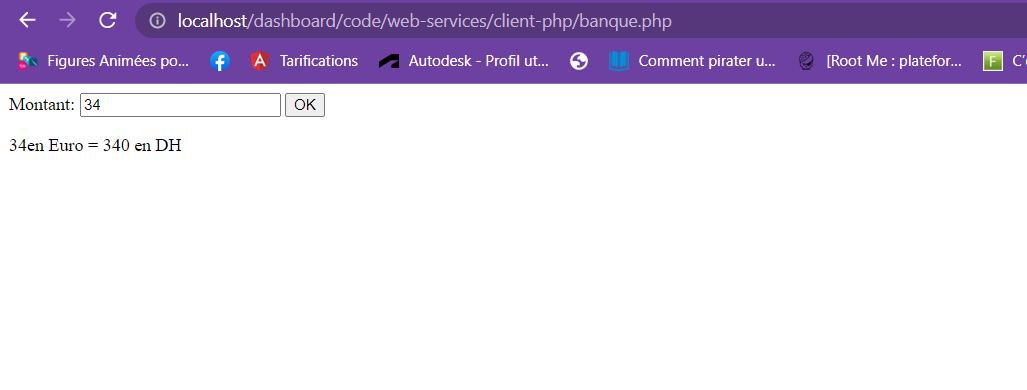 localhost/dashboard/code/web-services/client-php/banque.php
Figures Animées po... Tarifications Autodesk - Profil ut... Comment pirater u... [Root Me : platefor... C'
Montant: 34 OK
34en Euro = 340 en DH